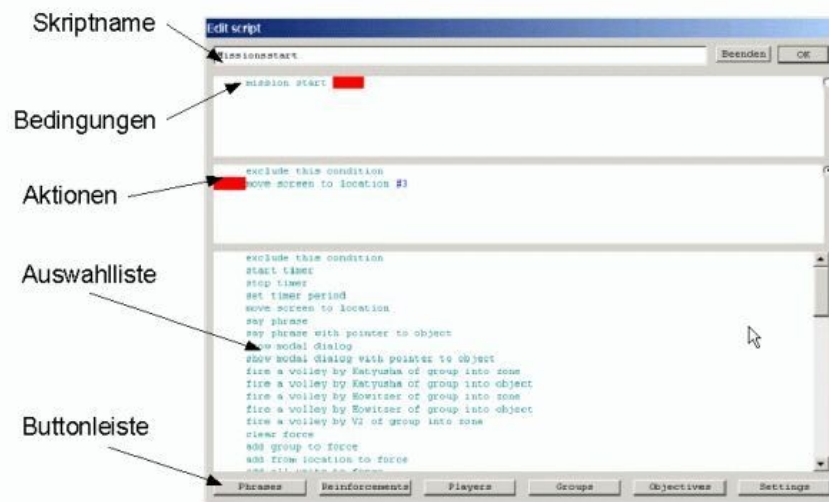 Skriptname
Edit script
Missionsstart
Beenden
OK
Bedingungen
mission start
Aktionen
exclude this condition
move screen to location #3
Auswahlliste
exclude this condition
start timer
stop timer
set timer period
move screen to location
say phrase
say phrase with pointer to object
show modal dialog
show modal dialog with pointer to object
fire a volley by Katyusha of group into zone
fire a volley by Katyusha of group into object
fire a volley by Howitzer of group into zone
fire a volley by Howitzer of group into object
fire a volley by V2 of group into zone
clear force
add group to force
add from location to force
add all units to force
Buttonleiste
Phrases
Reinforcements
Players
Groups
Objectives
Settings